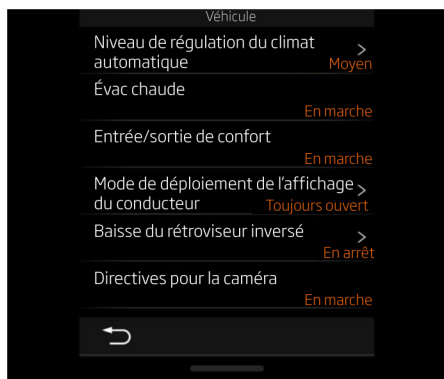 Véhicule
Niveau de régulation du climat
automatique
Moyen
Évac chaude
En marche
Entrée/sortie de confort
En marche
Mode de déploiement de l'affichage
du conducteur
Toujours ouvert
Baisse du rétroviseur inversé
En arrêt
Directives pour la caméra
En marche